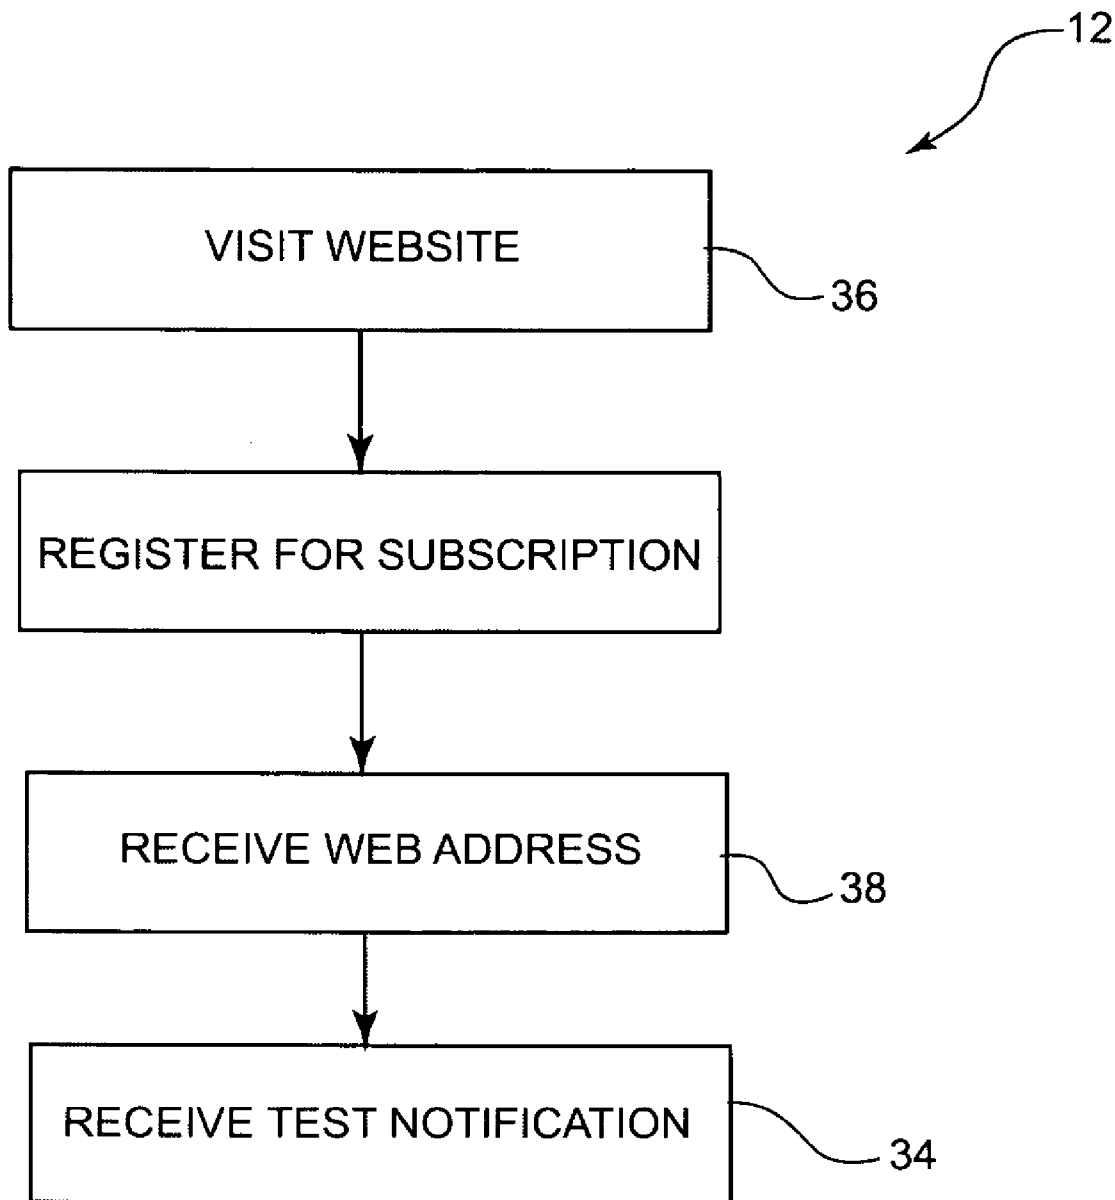 12
VISIT WEBSITE
36
REGISTER FOR SUBSCRIPTION
RECEIVE WEB ADDRESS
38
RECEIVE TEST NOTIFICATION
34